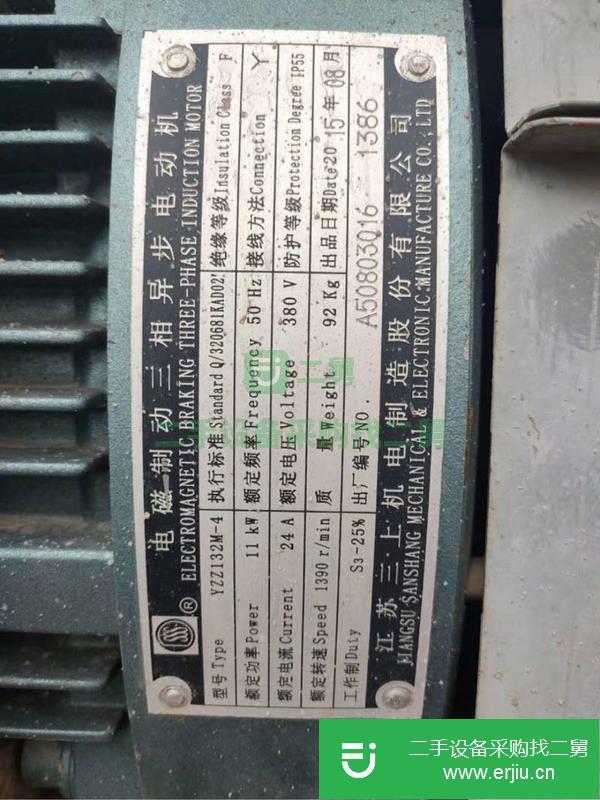 电磁制动三相异步电动机
® ELECTROMAGNETIC BRAKING THREE-PHASE INDUCTION MOTOR
型号Type YZZ132M-4 执行标准Standard Q/320681KAD02 绝缘等级Insulation Class F
额定功率Power 11 kW 额定频率Frequency 50 Hz 接线方法Connection Y
额定电流Current 24 A 额定电压Voltage 380 V 防护等级Protection Degree IP55
额定转速Speed 1390 r/min 质 量Weight 92 Kg 出品日期Date 2015年08月
工作制Duty S3-25% 出厂编号NO. A50803016 1386
江苏三上机电制造股份有限公司
JIANGSU SANSHANG MECHANICAL & ELECTRONIC MANUFACTURE CO.,LTD
二舅
二手设备采购找二舅
二手设备采购找二舅
www.erjiu.cn